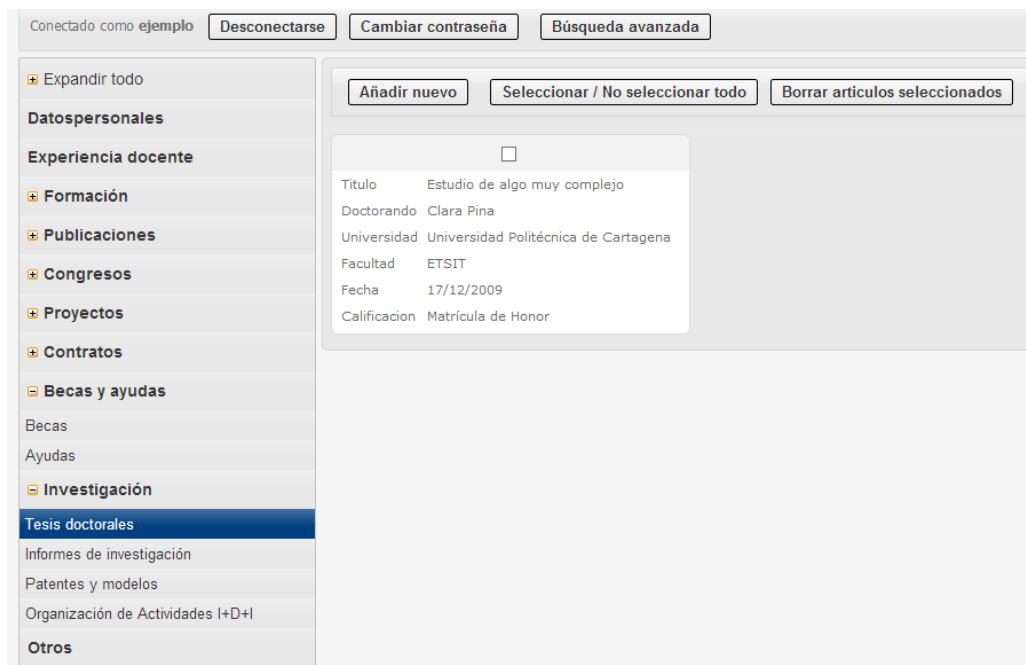 Conectado como ejemplo Desconectarse Cambiar contraseña Búsqueda avanzada
Expandir todo
Datospersonales
Experiencia docente
Formación
Publicaciones
Congresos
Proyectos
Contratos
Becas y ayudas
Becas
Ayudas
Investigación
Tesis doctorales
Informes de investigación
Patentes y modelos
Organización de Actividades I+D+I
Otros
Añadir nuevo Seleccionar / No seleccionar todo Borrar articulos seleccionados
Titulo Estudio de algo muy complejo
Doctorando Clara Pina
Universidad Universidad Politécnica de Cartagena
Facultad ETSIT
Fecha 17/12/2009
Calificacion Matrícula de Honor